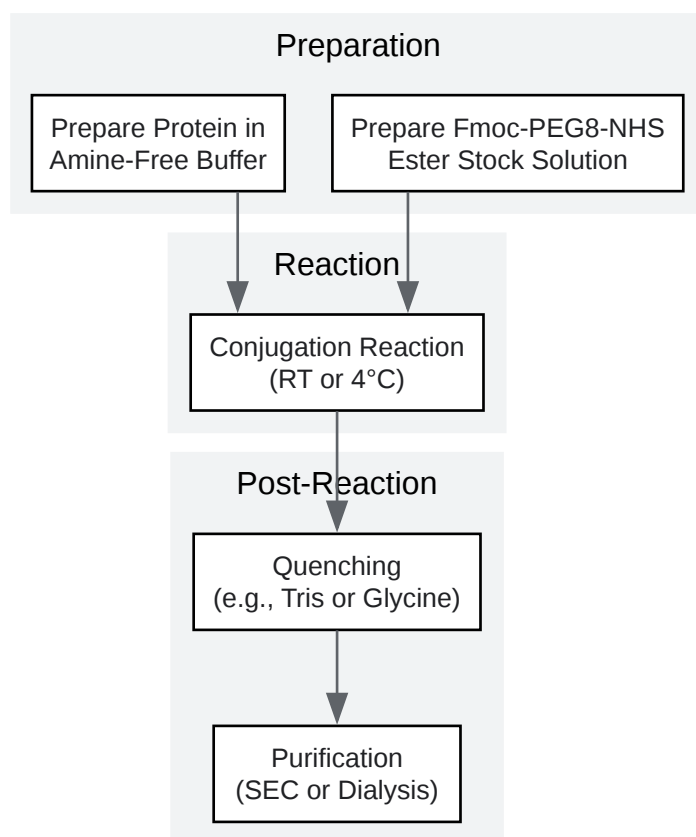 Preparation
Prepare Protein in
Amine-Free Buffer
Prepare Fmoc-PEG8-NHS
Ester Stock Solution
Reaction
Conjugation Reaction
(RT or 4°C)
Post-Reaction
Quenching
(e.g., Tris or Glycine)
Purification
(SEC or Dialysis)